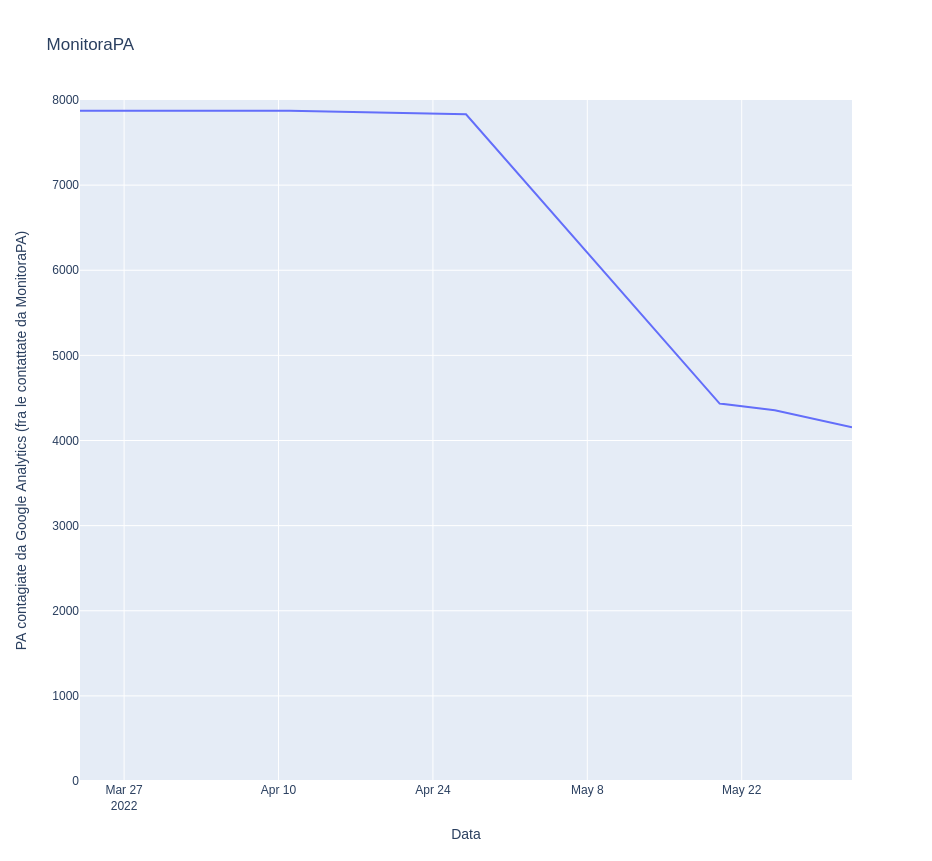 MonitoraPA
PA contagiate da Google Analytics (fra le contattate da MonitoraPA)
8000
7000
6000
5000
4000
3000
2000
1000
0
Mar 27
2022
Apr 10
Apr 24
May 8
May 22
Data